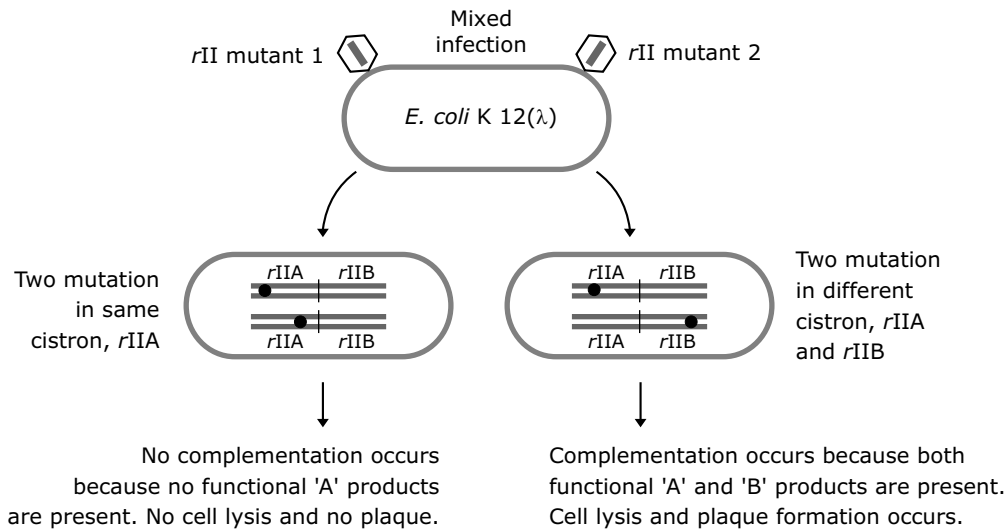 Mixed
infection
rII mutant 1
rII mutant 2
E. coli K 12(λ)
Two mutation
in same
cistron, rIIA
rIIA rIIB
rIIA rIIB
rIIA rIIB
rIIA rIIB
Two mutation
in different
cistron, rIIA
and rIIB
No complementation occurs
because no functional 'A' products
are present. No cell lysis and no plaque.
Complementation occurs because both
functional 'A' and 'B' products are present.
Cell lysis and plaque formation occurs.